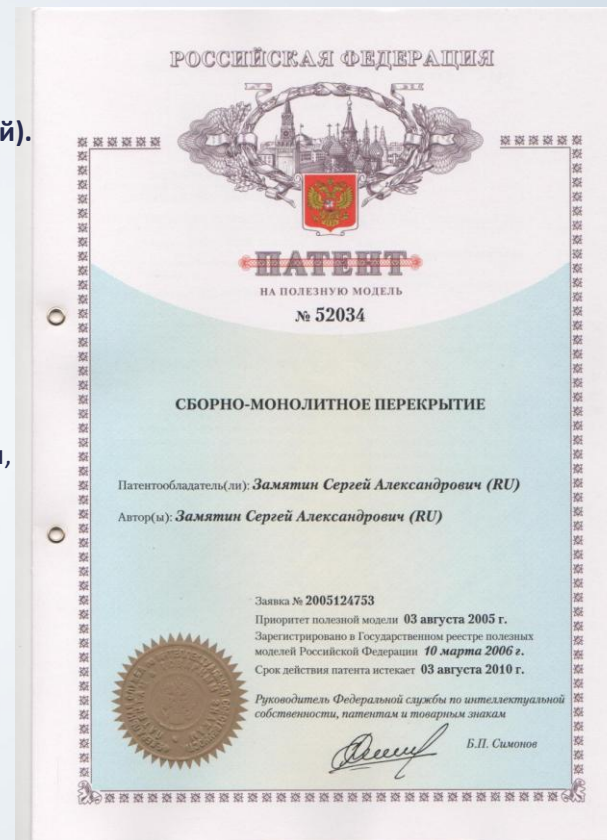 й).
,
РОССИЙСКАЯ ФЕДЕРАЦИЯ
ПАТЕНТ
НА ПОЛЕЗНУЮ МОДЕЛЬ
№ 52034
СБОРНО-МОНОЛИТНОЕ ПЕРЕКРЫТИЕ
Патентообладатель(ли): Замятин Сергей Александрович (RU)
Автор(ы): Замятин Сергей Александрович (RU)
Заявка № 2005124753
Приоритет полезной модели 03 августа 2005 г.
Зарегистрировано в Государственном реестре полезных
моделей Российской Федерации 10 марта 2006 г.
Срок действия патента истекает 03 августа 2010 г.
Руководитель Федеральной службы по интеллектуальной
собственности, патентам и товарным знакам
Б.П. Симонов